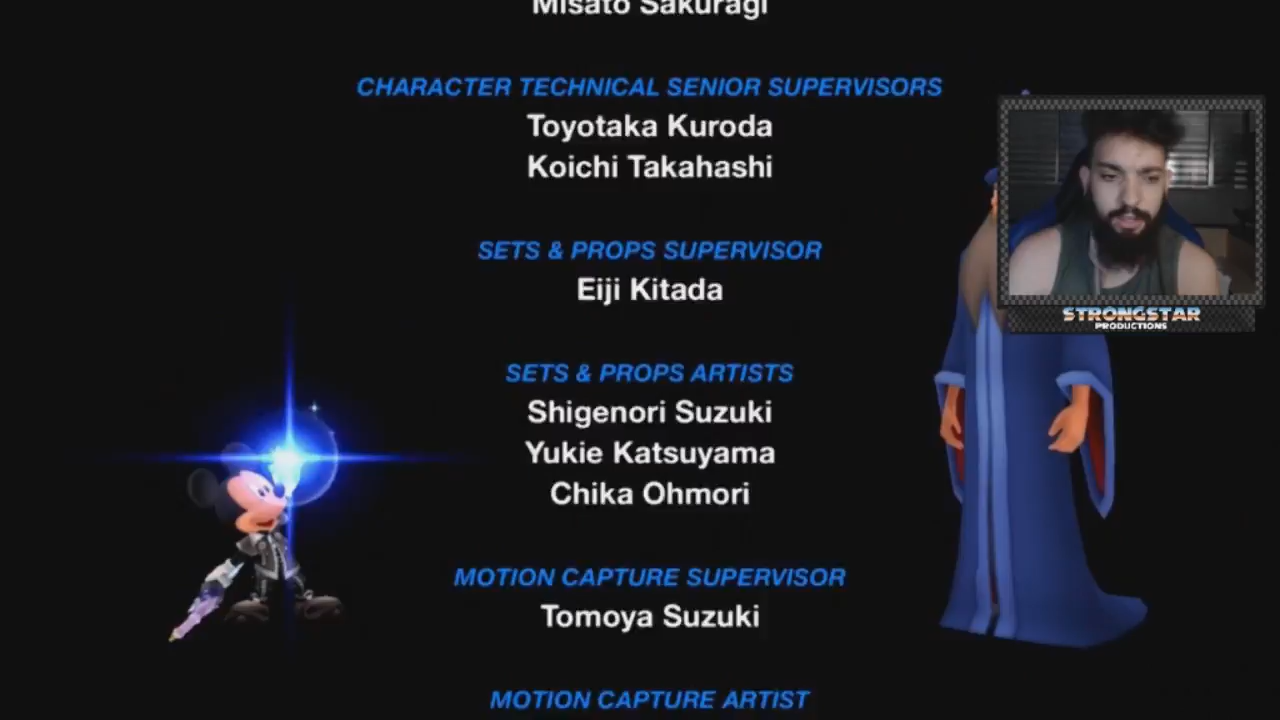 Misato Sakuragi
CHARACTER TECHNICAL SENIOR SUPERVISORS
Toyotaka Kuroda
Koichi Takahashi
SETS & PROPS SUPERVISOR
Eiji Kitada
STRONGSTAR
PRODUCTIONS
SETS & PROPS ARTISTS
Shigenori Suzuki
Yukie Katsuyama
Chika Ohmori
MOTION CAPTURE SUPERVISOR
Tomoya Suzuki
MOTION CAPTURE ARTIST